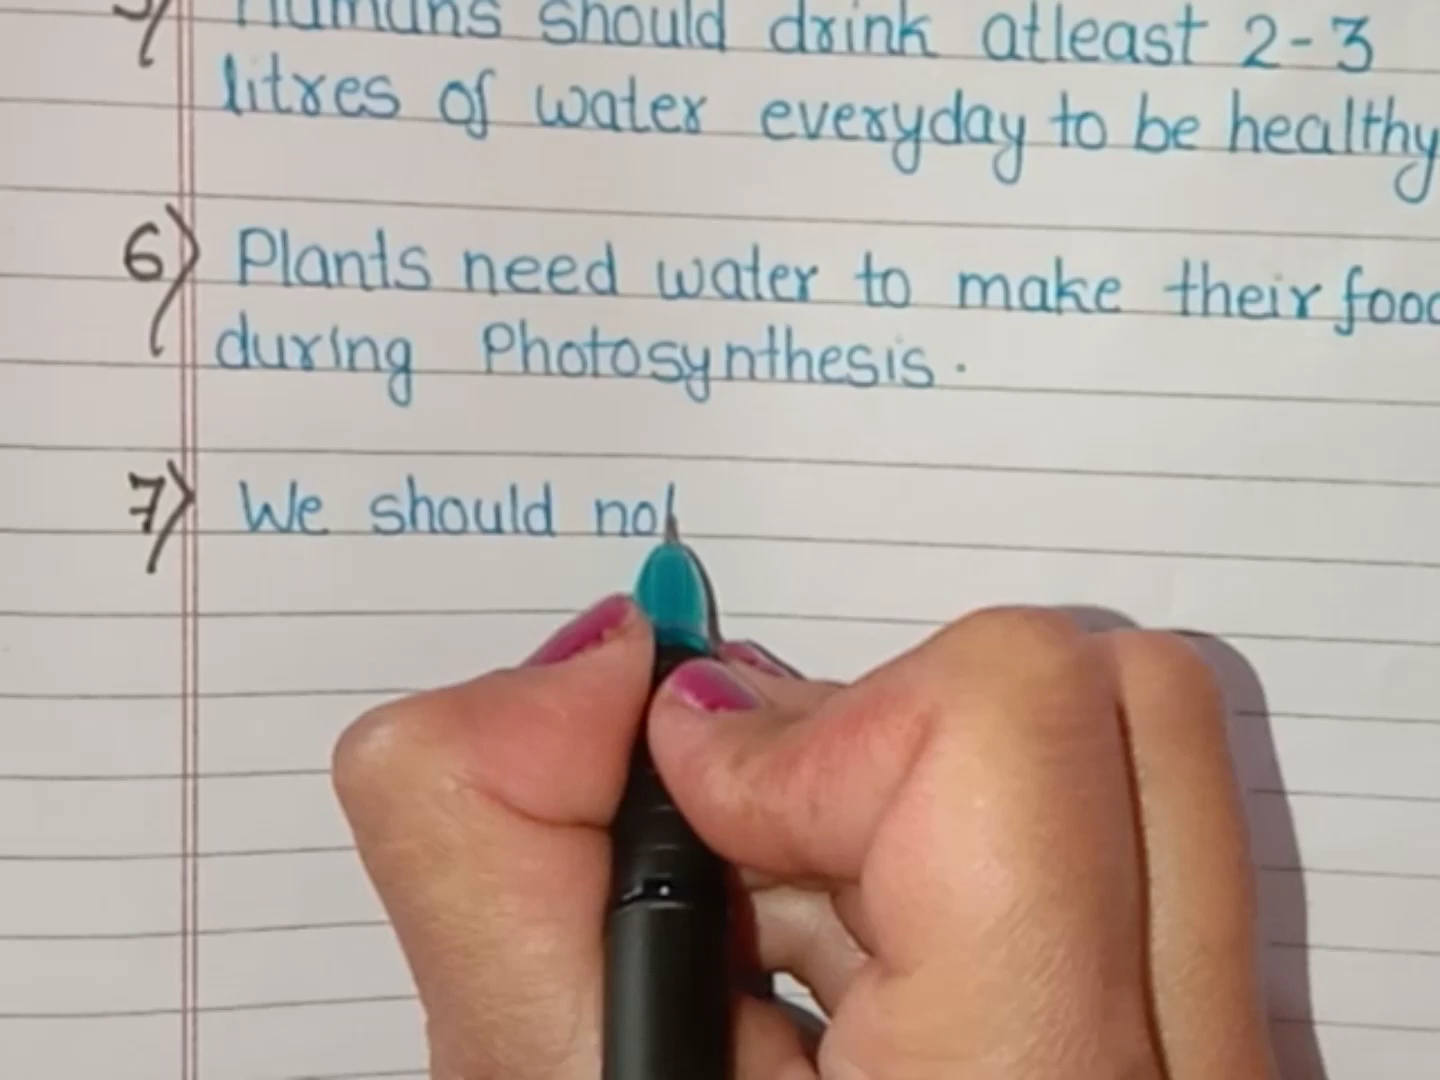 5) Humans should drink atleast 2-3
litres of water everyday to be healthy
6) Plants need water to make their food
during Photosynthesis.
7) We should not